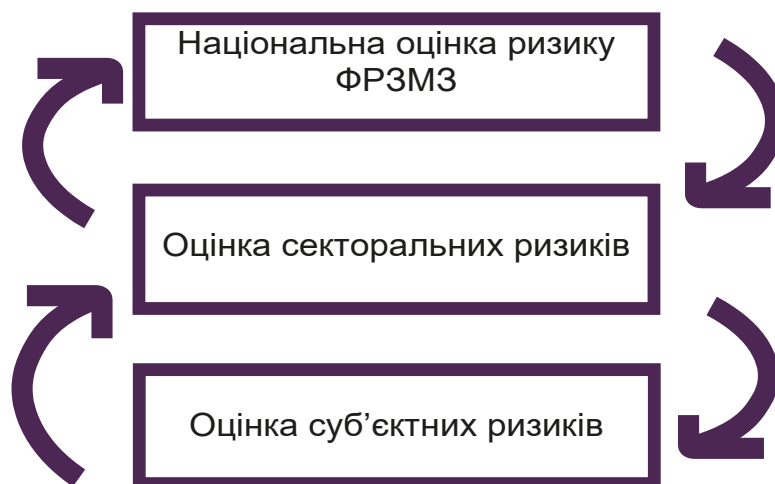 Національна оцінка ризику
ФРЗМЗ
Оцінка секторальних ризиків
Оцінка суб’єктних ризиків